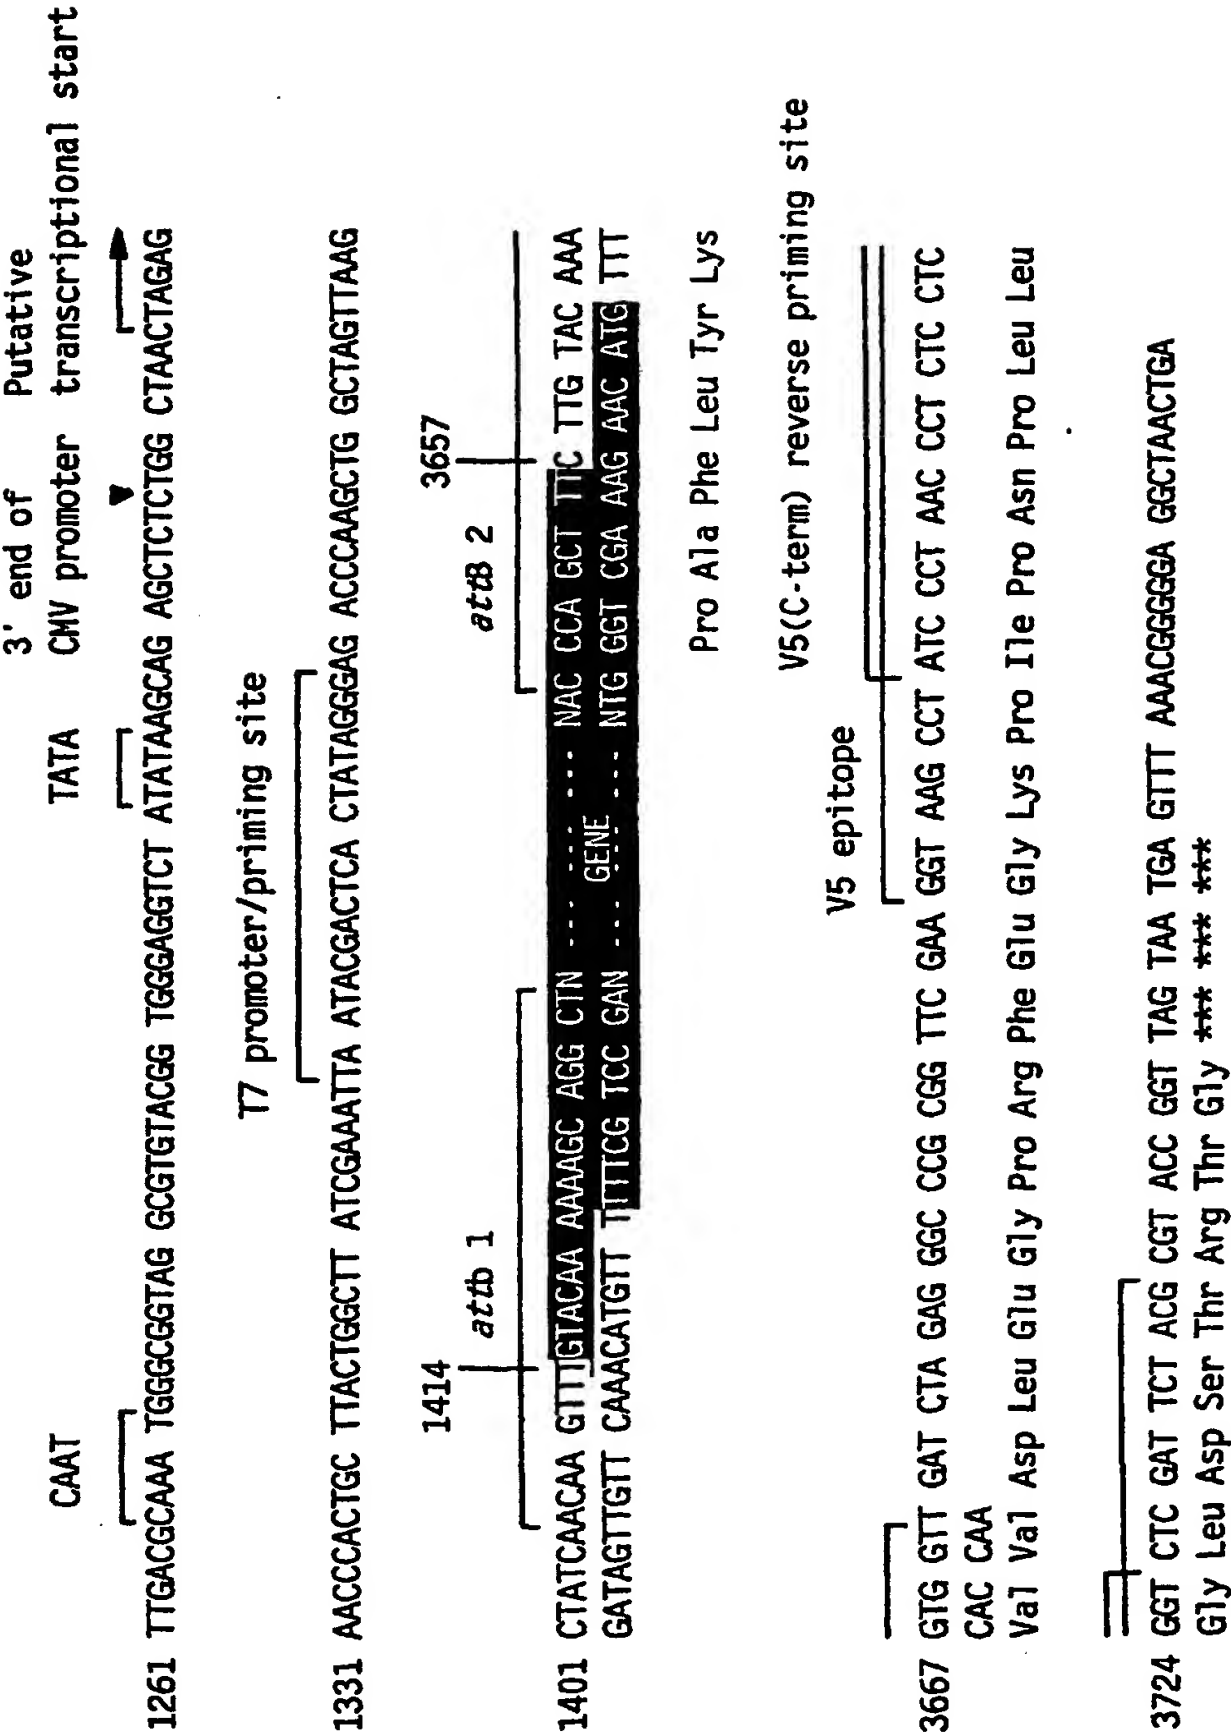 3' end of Putative
CAAT TATA CMV promoter transcriptional start
1261 TTGACGCAAA TGGGCGGTAG GCGTGTACGG TGGGAGGTCT ATATAAGCAG AGCTCTCTGG CTAACTAGAG
T7 promoter/priming site
1331 AACCCACTGC TTACTGGCTT ATCGAAATTA ATACGACTCA CTATAGGGAG ACCCAAGCTG GCTAGTTAAG
1414 3657
attb 1 attB 2
1401 CTATCAACAA GTTTGTACAA AAAAGC AGG CTN --- ... --- NAC CCA GCT TTC TTG TAC AAA
GENE
GATAGTTGTT CAAACATGTT TTTTCG TCC GAN --- ... --- NTG GGT CGA AAG AAC ATG TTT
Pro Ala Phe Leu Tyr Lys
V5(C-term) reverse priming site
V5 epitope
3667 GTG GTT GAT CTA GAG GGC CCG CGG TTC GAA GGT AAG CCT ATC CCT AAC CCT CTC CTC
CAC CAA
Val Val Asp Leu Glu Gly Pro Arg Phe Glu Gly Lys Pro Ile Pro Asn Pro Leu Leu
3724 GGT CTC GAT TCT ACG CGT ACC GGT TAG TAA TGA GTTT AAACGGGGGA GGCTAACTGA
Gly Leu Asp Ser Thr Arg Thr Gly *** *** ***